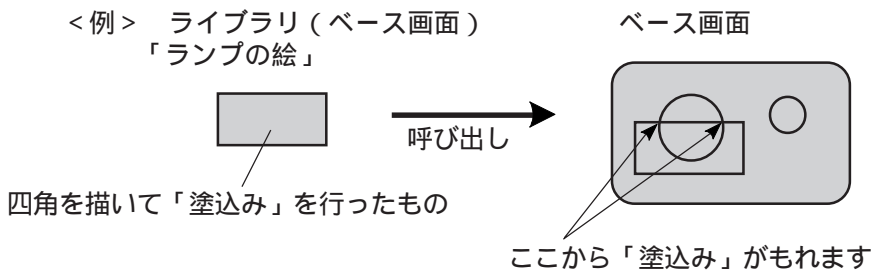 <例> ライブラリ(ベース画面) ベース画面
「ランプの絵」
呼び出し
四角を描いて「塗込み」を行ったもの
ここから「塗込み」がもれます